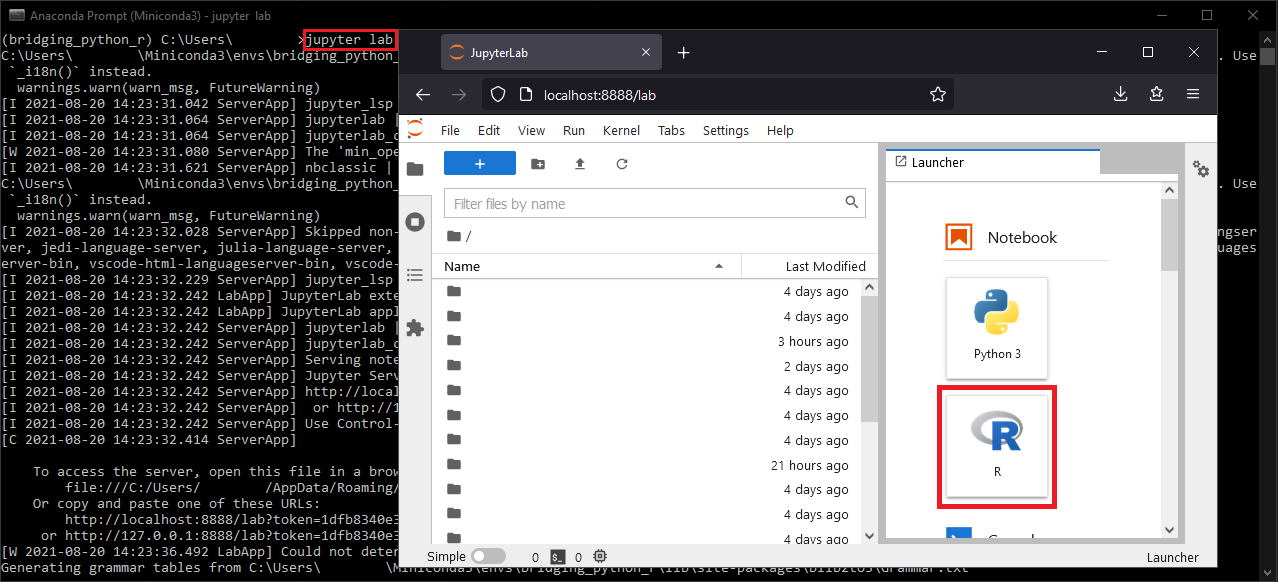 Anaconda Prompt (Miniconda3) - jupyter lab
(bridging_python_r) C:\Users\ >jupyter lab
C:\Users\ \Miniconda3\envs\bridging_python_ . Use
`_i18n()` instead.
warnings.warn(warn_msg, FutureWarning)
[I 2021-08-20 14:23:31.042 ServerApp] jupyter_lsp
[I 2021-08-20 14:23:31.064 ServerApp] jupyterlab |
[I 2021-08-20 14:23:31.064 ServerApp] jupyterlab_
[W 2021-08-20 14:23:31.080 ServerApp] The 'min_ope
[I 2021-08-20 14:23:31.621 ServerApp] nbclassic |
C:\Users\ \Miniconda3\envs\bridging_python_ . Use
`_i18n()` instead.
warnings.warn(warn_msg, FutureWarning)
[I 2021-08-20 14:23:32.028 ServerApp] Skipped non- ngser
ver, jedi-language-server, julia-language-server, uages
erver-bin, vscode-html-languageserver-bin, vscode-
[I 2021-08-20 14:23:32.229 ServerApp] jupyter_lsp
[I 2021-08-20 14:23:32.242 LabApp] JupyterLab exte
[I 2021-08-20 14:23:32.242 LabApp] JupyterLab appl
[I 2021-08-20 14:23:32.242 ServerApp] jupyterlab |
[I 2021-08-20 14:23:32.242 ServerApp] jupyterlab_
[I 2021-08-20 14:23:32.242 ServerApp] Serving note
[I 2021-08-20 14:23:32.242 ServerApp] Jupyter Serv
[I 2021-08-20 14:23:32.242 ServerApp] http://local
[I 2021-08-20 14:23:32.242 ServerApp] or http://1
[I 2021-08-20 14:23:32.242 ServerApp] Use Control-
[C 2021-08-20 14:23:32.414 ServerApp]
To access the server, open this file in a brow
file:///C:/Users/ /AppData/Roaming/
Or copy and paste one of these URLs:
http://localhost:8888/lab?token=1dfb8340e3
or http://127.0.0.1:8888/lab?token=1dfb8340e3
[W 2021-08-20 14:23:36.492 LabApp] Could not deter
Generating grammar tables from C:\Users\ \Miniconda3\envs\bridging_python_r\lib\site-packages\blib2to3\Grammar.txt
JupyterLab
localhost:8888/lab
File Edit View Run Kernel Tabs Settings Help
Filter files by name
/
Name Last Modified
4 days ago
4 days ago
3 hours ago
2 days ago
4 days ago
4 days ago
4 days ago
21 hours ago
4 days ago
4 days ago
4 days ago
Launcher
Notebook
Python 3
R
Simple 0 $_ 0
Launcher